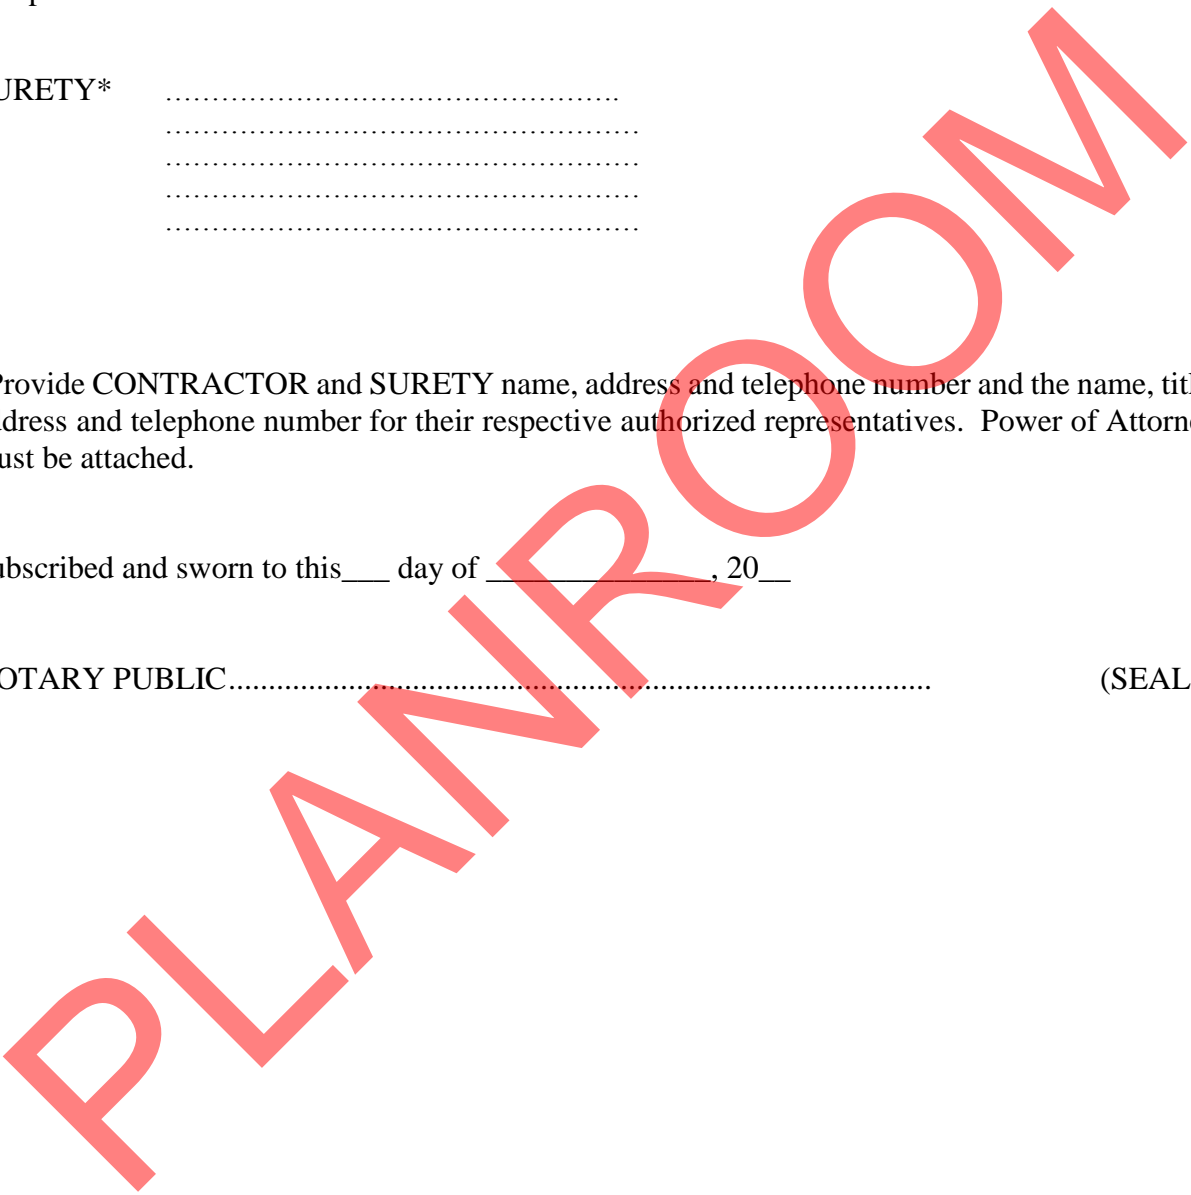 URETY* ……………………………………….
…………………………………………
…………………………………………
…………………………………………
…………………………………………
Provide CONTRACTOR and SURETY name, address and telephone number and the name, titl
dress and telephone number for their respective authorized representatives. Power of Attorne
ust be attached.
ubscribed and sworn to this___ day of ______________, 20__
OTARY PUBLIC........................................................................................ (SEAL
PLANROOM